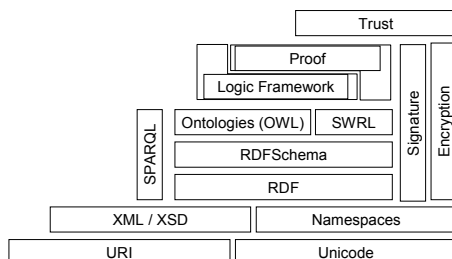 Trust
Proof
Logic Framework
Signature
Encryption
SPARQL
Ontologies (OWL)
SWRL
RDFSchema
RDF
XML / XSD
Namespaces
URI
Unicode